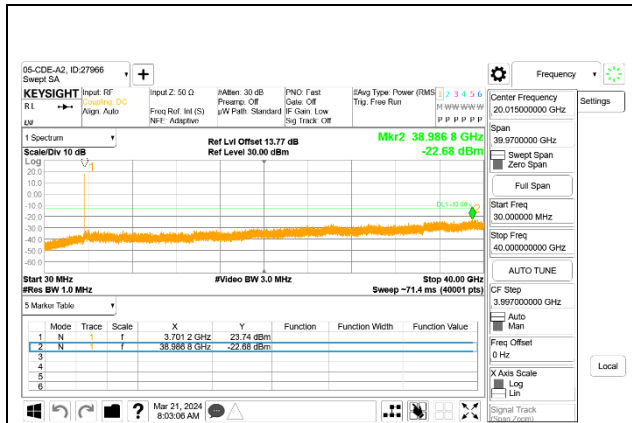 05-CDE-A2, ID:27966
Swept SA
KEYSIGHT
Input: RF
Coupling: DC
Align: Auto
Input Z: 50 Ω
Freq Ref: Int (S)
NFE: Adaptive
#Atten: 30 dB
Preamp: Off
µW Path: Standard
PNO: Fast
Gate: Off
IF Gain: Low
Sig Track: Off
#Avg Type: Power (RMS
Trig: Free Run
1 2 3 4 5 6
M W W W W W
P P P P P P
R L
1 Spectrum
Scale/Div 10 dB
Ref Lvl Offset 13.77 dB
Ref Level 30.00 dBm
Mkr2 38.986 8 GHz
-22.68 dBm
Log
20.0
10.0
0.00
-10.0
-20.0
-30.0
-40.0
-50.0
-60.0
1
2
Start 30 MHz
#Res BW 1.0 MHz
#Video BW 3.0 MHz
Stop 40.00 GHz
Sweep ~71.4 ms (40001 pts)
5 Marker Table
Mode Trace Scale X Y Function Function Width Function Value
1 N 1 f 3.701 2 GHz 23.74 dBm
2 N 1 f 38.986 8 GHz -22.68 dBm
3
4
5
6
Mar 21, 2024
8:03:06 AM
Frequency
Settings
Center Frequency
20.015000000 GHz
Span
39.9700000 GHz
Swept Span
Zero Span
Full Span
Start Freq
30.000000 MHz
Stop Freq
40.000000000 GHz
AUTO TUNE
CF Step
3.997000000 GHz
Auto
Man
Freq Offset
0 Hz
X Axis Scale
Log
Lin
Signal Track
(Span Zoom)
Local